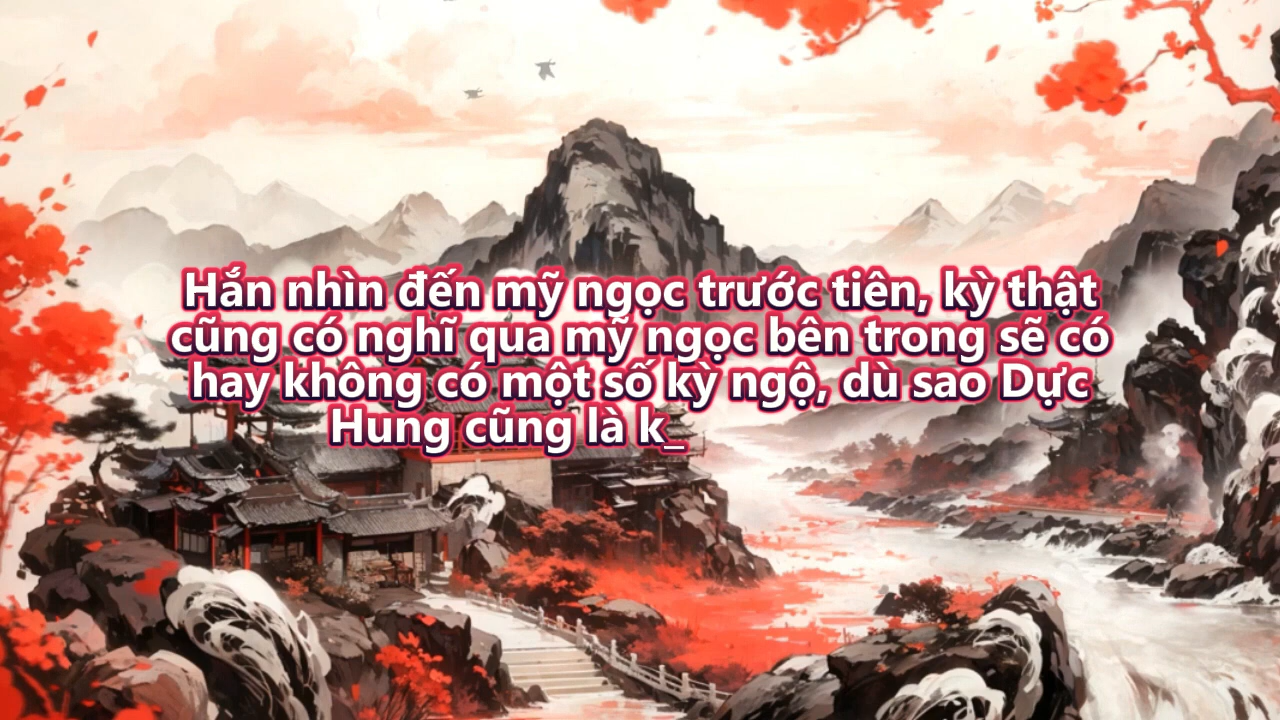 Hắn nhìn đến mỹ ngọc trước tiên, kỳ thật
cũng có nghĩ qua mỹ ngọc bên trong sẽ có
hay không có một số kỳ ngộ, dù sao Dực
Hung cũng là k_